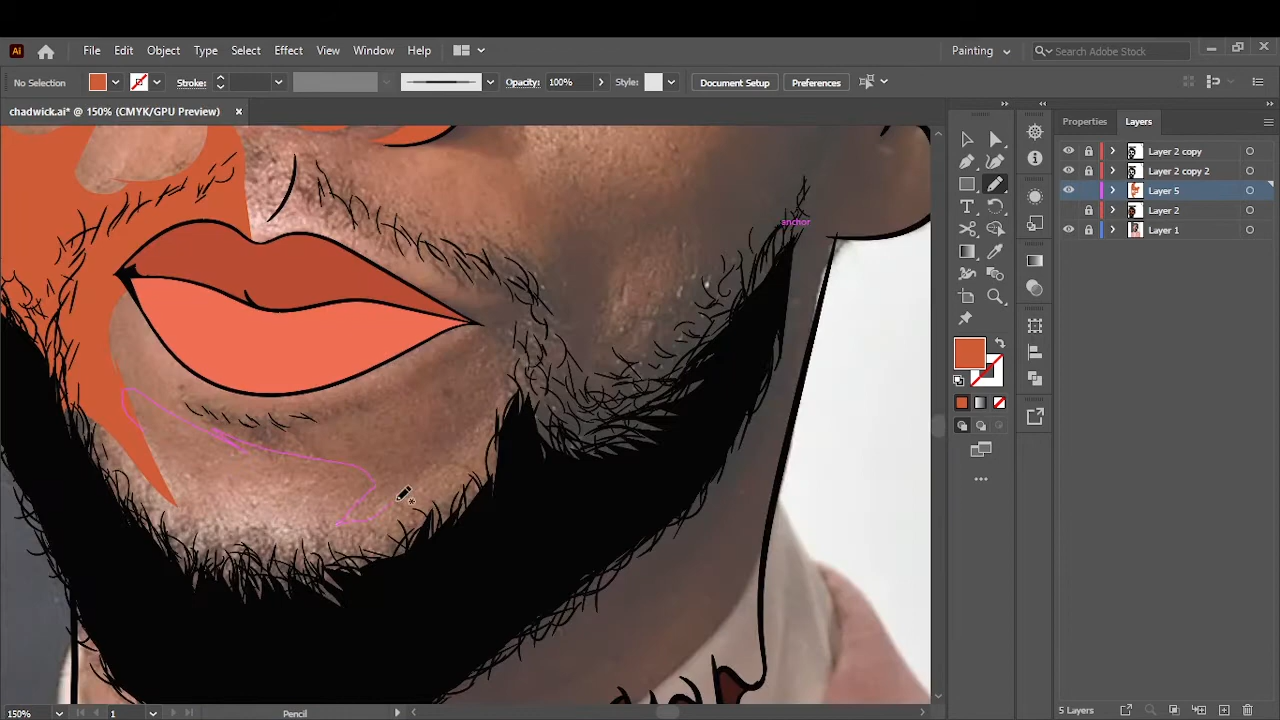 Ai File Edit Object Type Select Effect View Window Help Painting Search Adobe Stock
No Selection Stroke: Opacity: 100% Style: Document Setup Preferences
chadwick.ai* @ 150% (CMYK/GPU Preview) ×
Properties Layers
Layer 2 copy
Layer 2 copy 2
Layer 5
Layer 2
Layer 1
anchor
5 Layers
150% 1 Pencil